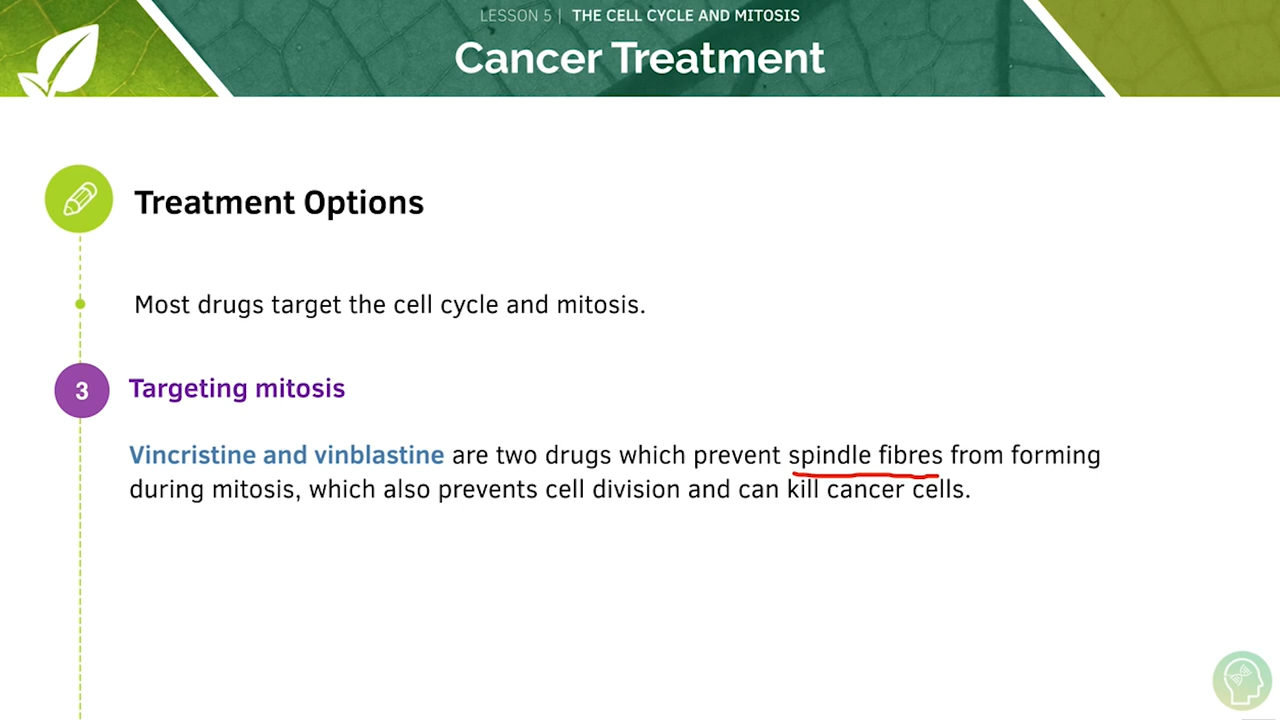 LESSON 5 | THE CELL CYCLE AND MITOSIS
Cancer Treatment
Treatment Options
Most drugs target the cell cycle and mitosis.
3 Targeting mitosis
Vincristine and vinblastine are two drugs which prevent spindle fibres from forming
during mitosis, which also prevents cell division and can kill cancer cells.